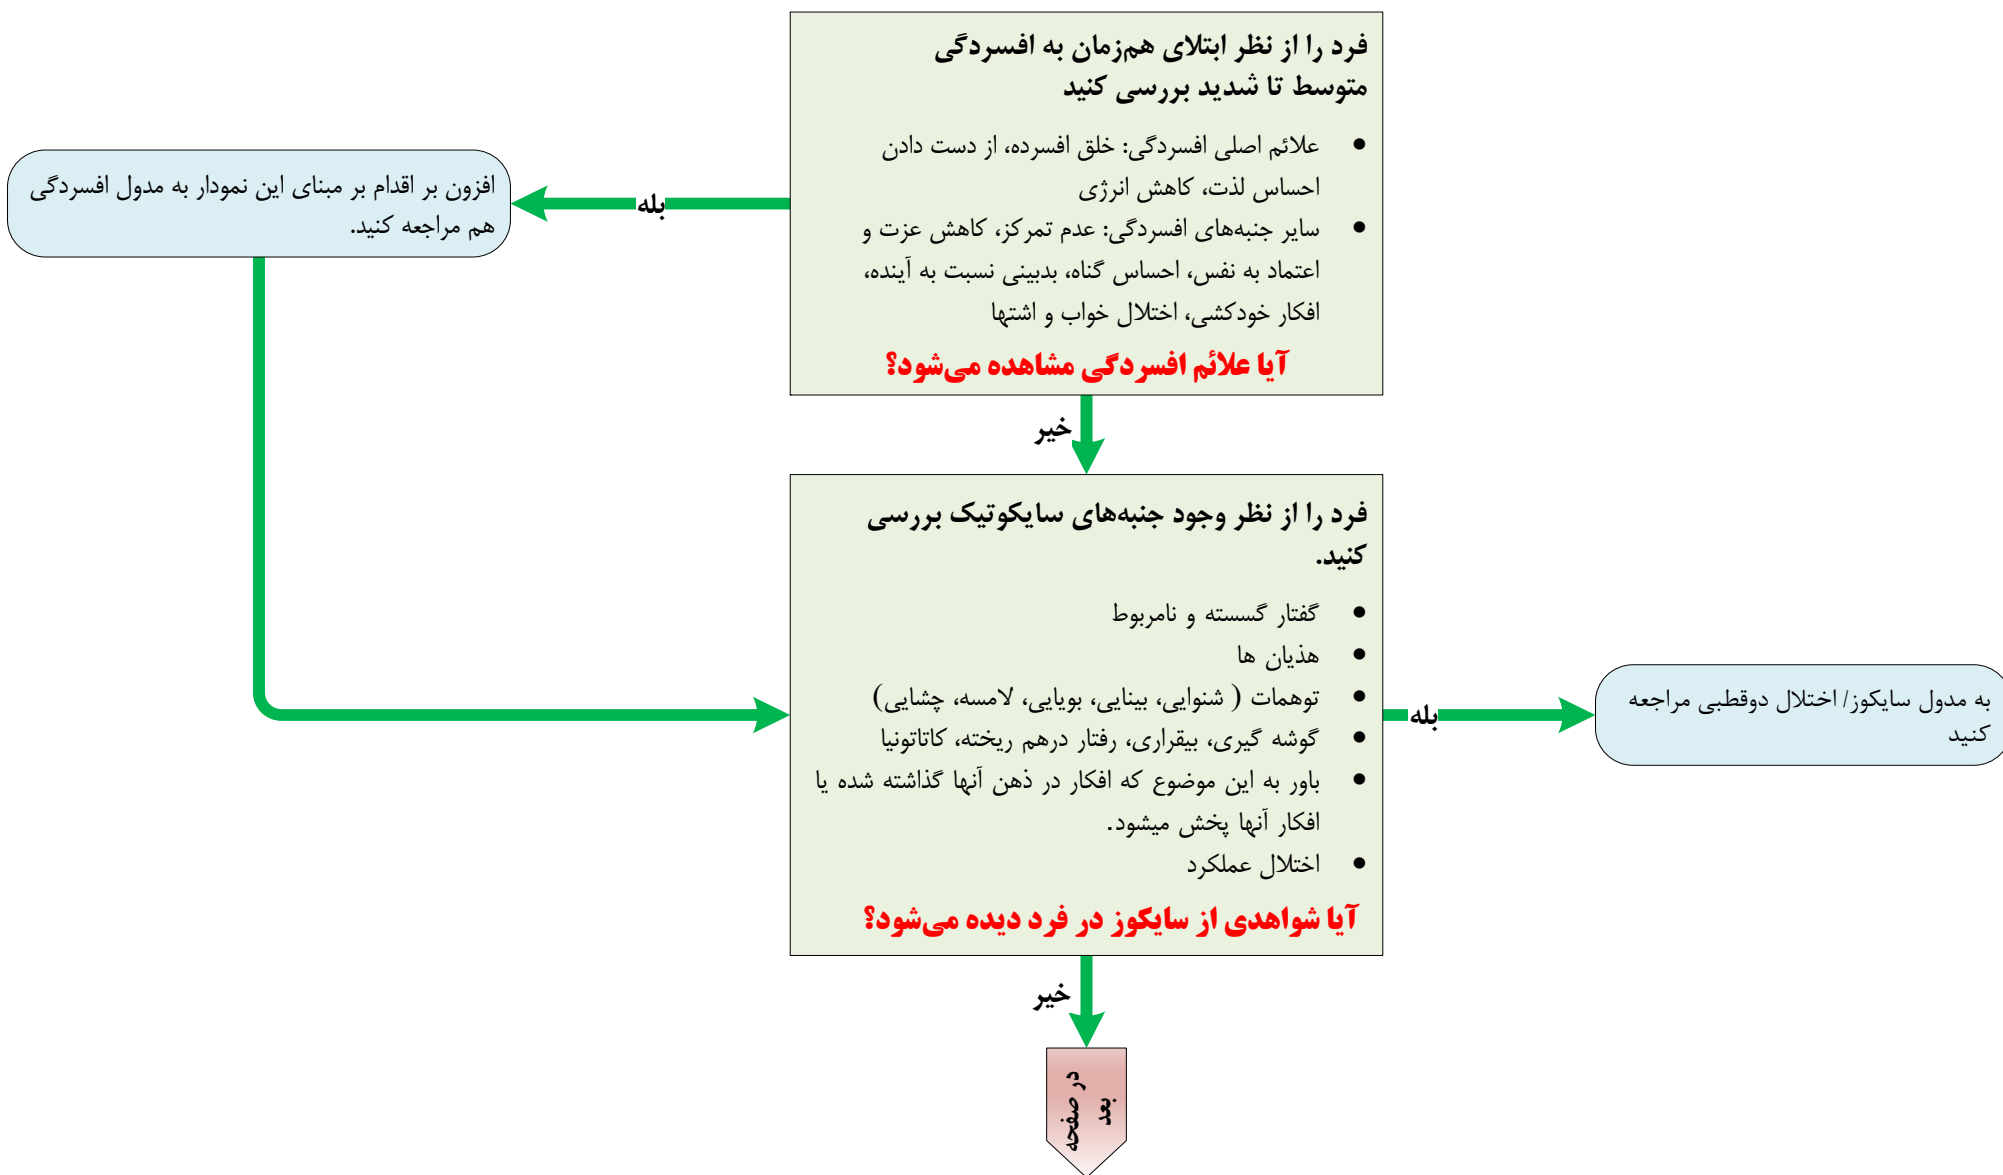 فرد را از نظر ابتلای هم‌زمان به افسردگی
متوسط تا شدید بررسی کنید
● علائم اصلی افسردگی: خلق افسرده، از دست دادن
احساس لذت، کاهش انرژی
● سایر جنبه‌های افسردگی: عدم تمرکز، کاهش عزت و
اعتماد به نفس، احساس گناه، بدبینی نسبت به آینده،
افکار خودکشی، اختلال خواب و اشتها
آیا علائم افسردگی مشاهده می‌شود؟
بله
افزون بر اقدام بر مبنای این نمودار به مدول افسردگی
هم مراجعه کنید.
خیر
فرد را از نظر وجود جنبه‌های سایکوتیک بررسی
کنید.
● گفتار گسسته و نامربوط
● هذیان ها
● توهمات ( شنوایی، بینایی، بویایی، لامسه، چشایی)
● گوشه گیری، بیقراری، رفتار درهم ریخته، کاتاتونیا
● باور به این موضوع که افکار در ذهن آنها گذاشته شده یا
افکار آنها پخش میشود.
● اختلال عملکرد
آیا شواهدی از سایکوز در فرد دیده می‌شود؟
بله
به مدول سایکوز/ اختلال دوقطبی مراجعه
کنید
خیر
در صفحه
بعد